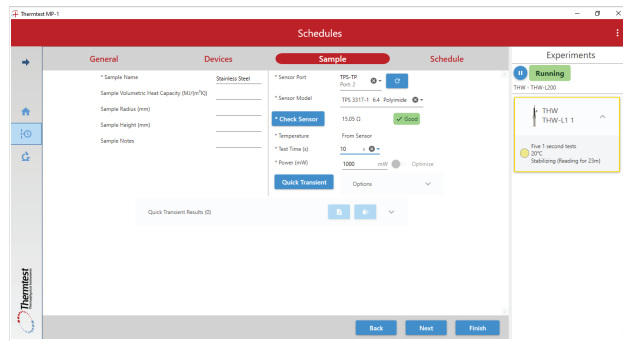 Thermtest MP-1
Schedules
General Devices Sample Schedule
* Sample Name Stainless Steel
Sample Volumetric Heat Capacity (MJ/[m³K])
Sample Radius (mm)
Sample Height (mm)
Sample Notes
* Sensor Port TPS-TP
Port: 2
* Sensor Model TPS 3317-1 6.4 Polyimide
* Check Sensor 15.05 Ω Good
* Temperature From Sensor
* Test Time (s) 10 s
* Power (mW) 1000 mW Optimize
Quick Transient Options
Quick Transient Results (0)
Back Next Finish
Experiments
Running
THW - THW-L200
THW
THW-L1 1
Five 1 second tests
20°C
Stabilizing (Reading for 23m)
Thermtest